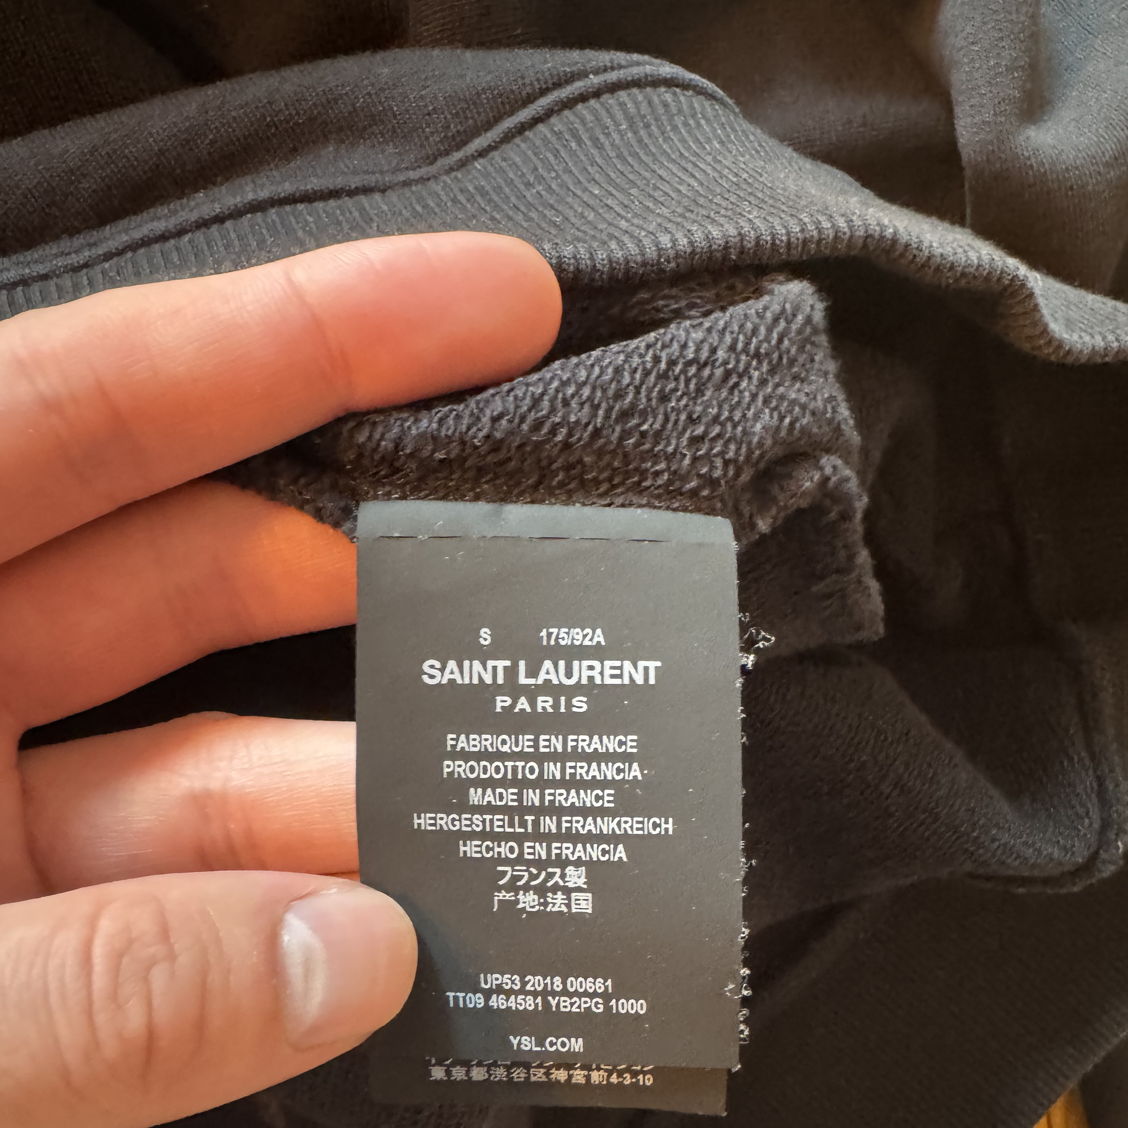 S 175/92A
SAINT LAURENT
PARIS
FABRIQUE EN FRANCE
PRODOTTO IN FRANCIA
MADE IN FRANCE
HERGESTELLT IN FRANKREICH
HECHO EN FRANCIA
フランス製
产地:法国
UP53 2018 00661
TT09 464581 YB2PG 1000
YSL.COM
東京都渋谷区神宮前4-3-10